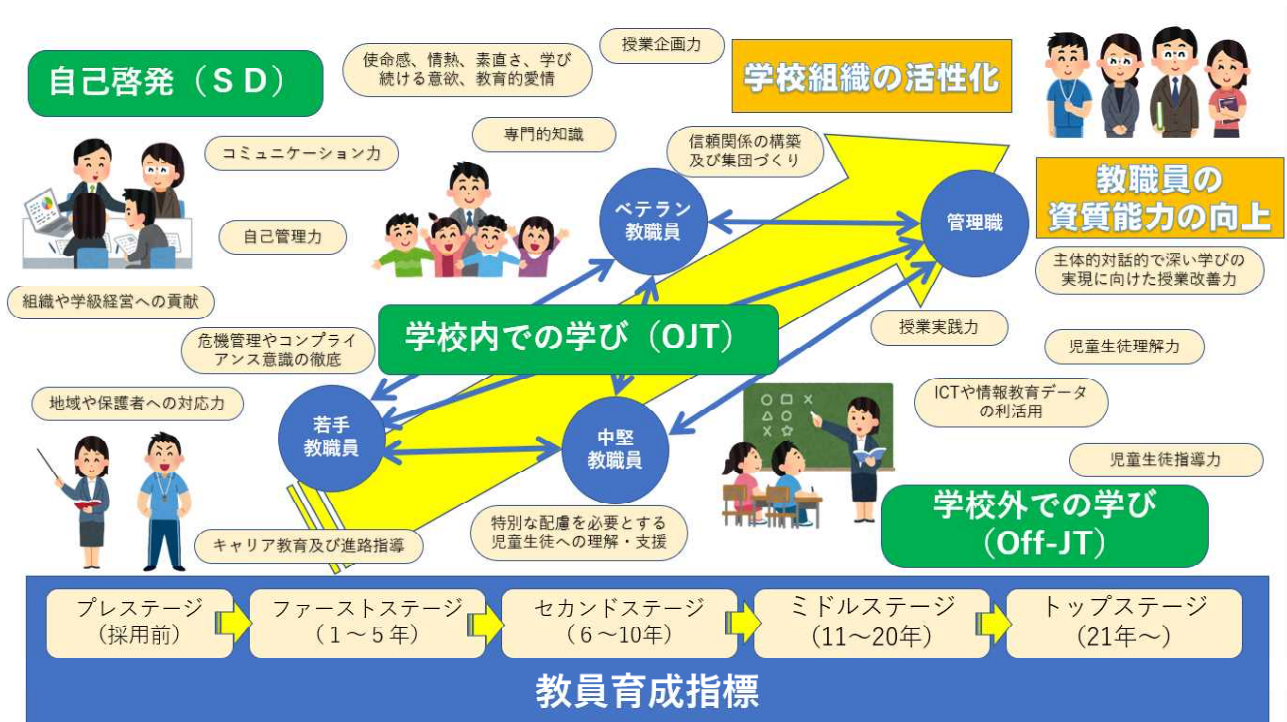 自己啓発（ＳＤ）
使命感、情熱、素直さ、学び
続ける意欲、教育的愛情
授業企画力
学校組織の活性化
コミュニケーション力
専門的知識
信頼関係の構築
及び集団づくり
教職員の
資質能力の向上
ベテラン
教職員
管理職
自己管理力
主体的対話的で深い学びの
実現に向けた授業改善力
組織や学級経営への貢献
危機管理やコンプライ
アンス意識の徹底
学校内での学び（OJT）
授業実践力
児童生徒理解力
地域や保護者への対応力
若手
教職員
中堅
教職員
ICTや情報教育データ
の利活用
児童生徒指導力
学校外での学び
（Off-JT）
キャリア教育及び進路指導
特別な配慮を必要とする
児童生徒への理解・支援
プレステージ
（採用前）
ファーストステージ
（１～５年）
セカンドステージ
（６～10年）
ミドルステージ
（11～20年）
トップステージ
（21年～）
教員育成指標